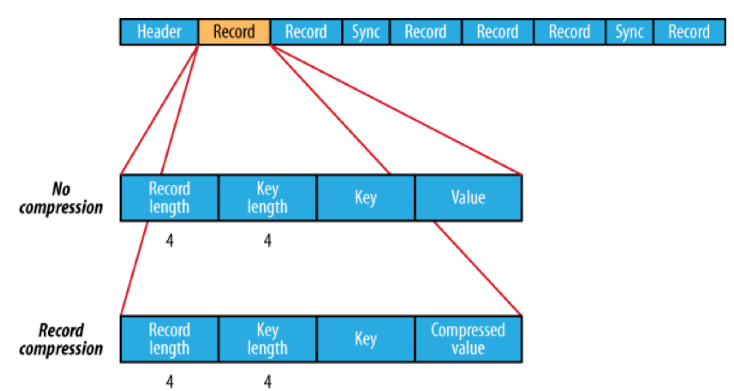 Header Record Record Sync Record Record Record Sync Record
No
compression
Record
length
Key
length
Key
Value
4
4
Record
compression
Record
length
Key
length
Key
Compressed
value
4
4